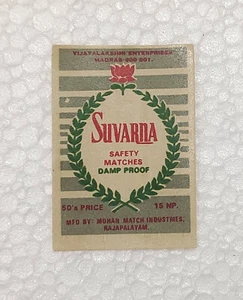 VIJAYALAKSHMI ENTERPRISES
MADRAS-600 001.
SUVARNA
SAFETY
MATCHES
DAMP PROOF
50's PRICE 15 NP.
MFD BY: MOHAN MATCH INDUSTRIES,
RAJAPALAYAM.